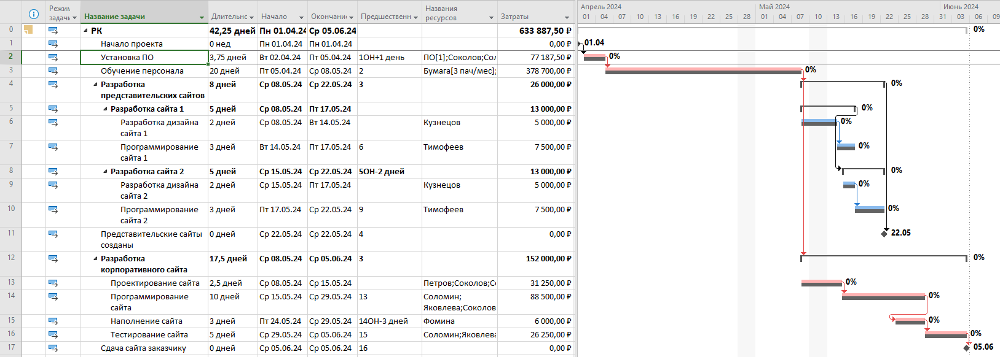 Режим задачи	Название задачи	Длительнс	Начало	Окончани	Предшественн	Названия ресурсов	Затраты
Апрель 2024	Май 2024	Июнь 2024
01 04 07 10 13 16 19 22 25 28 01 04 07 10 13 16 19 22 25 28 31 03 06 09
0	РК	42,25 дней	Пн 01.04.24	Ср 05.06.24	633 887,50 ₽	0%
1	Начало проекта	0 нед	Пн 01.04.24	Пн 01.04.24	0,00 ₽	01.04
2	Установка ПО	3,75 дней	Вт 02.04.24	Пт 05.04.24	1ОН+1 день	ПО[1];Соколов;Сол	77 187,50 ₽	0%
3	Обучение персонала	20 дней	Пт 05.04.24	Ср 08.05.24	2	Бумага[3 пач/мес];	378 700,00 ₽	0%
4	Разработка представительских сайтов	8 дней	Ср 08.05.24	Ср 22.05.24	3	26 000,00 ₽	0%
5	Разработка сайта 1	5 дней	Ср 08.05.24	Пт 17.05.24	13 000,00 ₽	0%
6	Разработка дизайна сайта 1	2 дней	Ср 08.05.24	Вт 14.05.24	Кузнецов	5 000,00 ₽	0%
7	Программирование сайта 1	3 дней	Вт 14.05.24	Пт 17.05.24	6	Тимофеев	7 500,00 ₽	0%
8	Разработка сайта 2	5 дней	Ср 15.05.24	Ср 22.05.24	5ОН-2 дней	13 000,00 ₽	0%
9	Разработка дизайна сайта 2	2 дней	Ср 15.05.24	Пт 17.05.24	Кузнецов	5 000,00 ₽	0%
10	Программирование сайта 2	3 дней	Пт 17.05.24	Ср 22.05.24	9	Тимофеев	7 500,00 ₽	0%
11	Представительские сайты созданы	0 дней	Ср 22.05.24	Ср 22.05.24	4	0,00 ₽	22.05
12	Разработка корпоративного сайта	17,5 дней	Ср 08.05.24	Ср 05.06.24	3	152 000,00 ₽	0%
13	Проектирование сайта	2,5 дней	Ср 08.05.24	Ср 15.05.24	Петров;Соколов;Сс	31 250,00 ₽	0%
14	Программирование сайта	10 дней	Ср 15.05.24	Ср 29.05.24	13	Соломин; Яковлева;Соколов	88 500,00 ₽	0%
15	Наполнение сайта	3 дней	Пт 24.05.24	Ср 29.05.24	14ОН-3 дней	Фомина	6 000,00 ₽	0%
16	Тестирование сайта	5 дней	Ср 29.05.24	Ср 05.06.24	15	Соломин;Яковлева	26 250,00 ₽	0%
17	Сдача сайта заказчику	0 дней	Ср 05.06.24	Ср 05.06.24	16	0,00 ₽	05.06